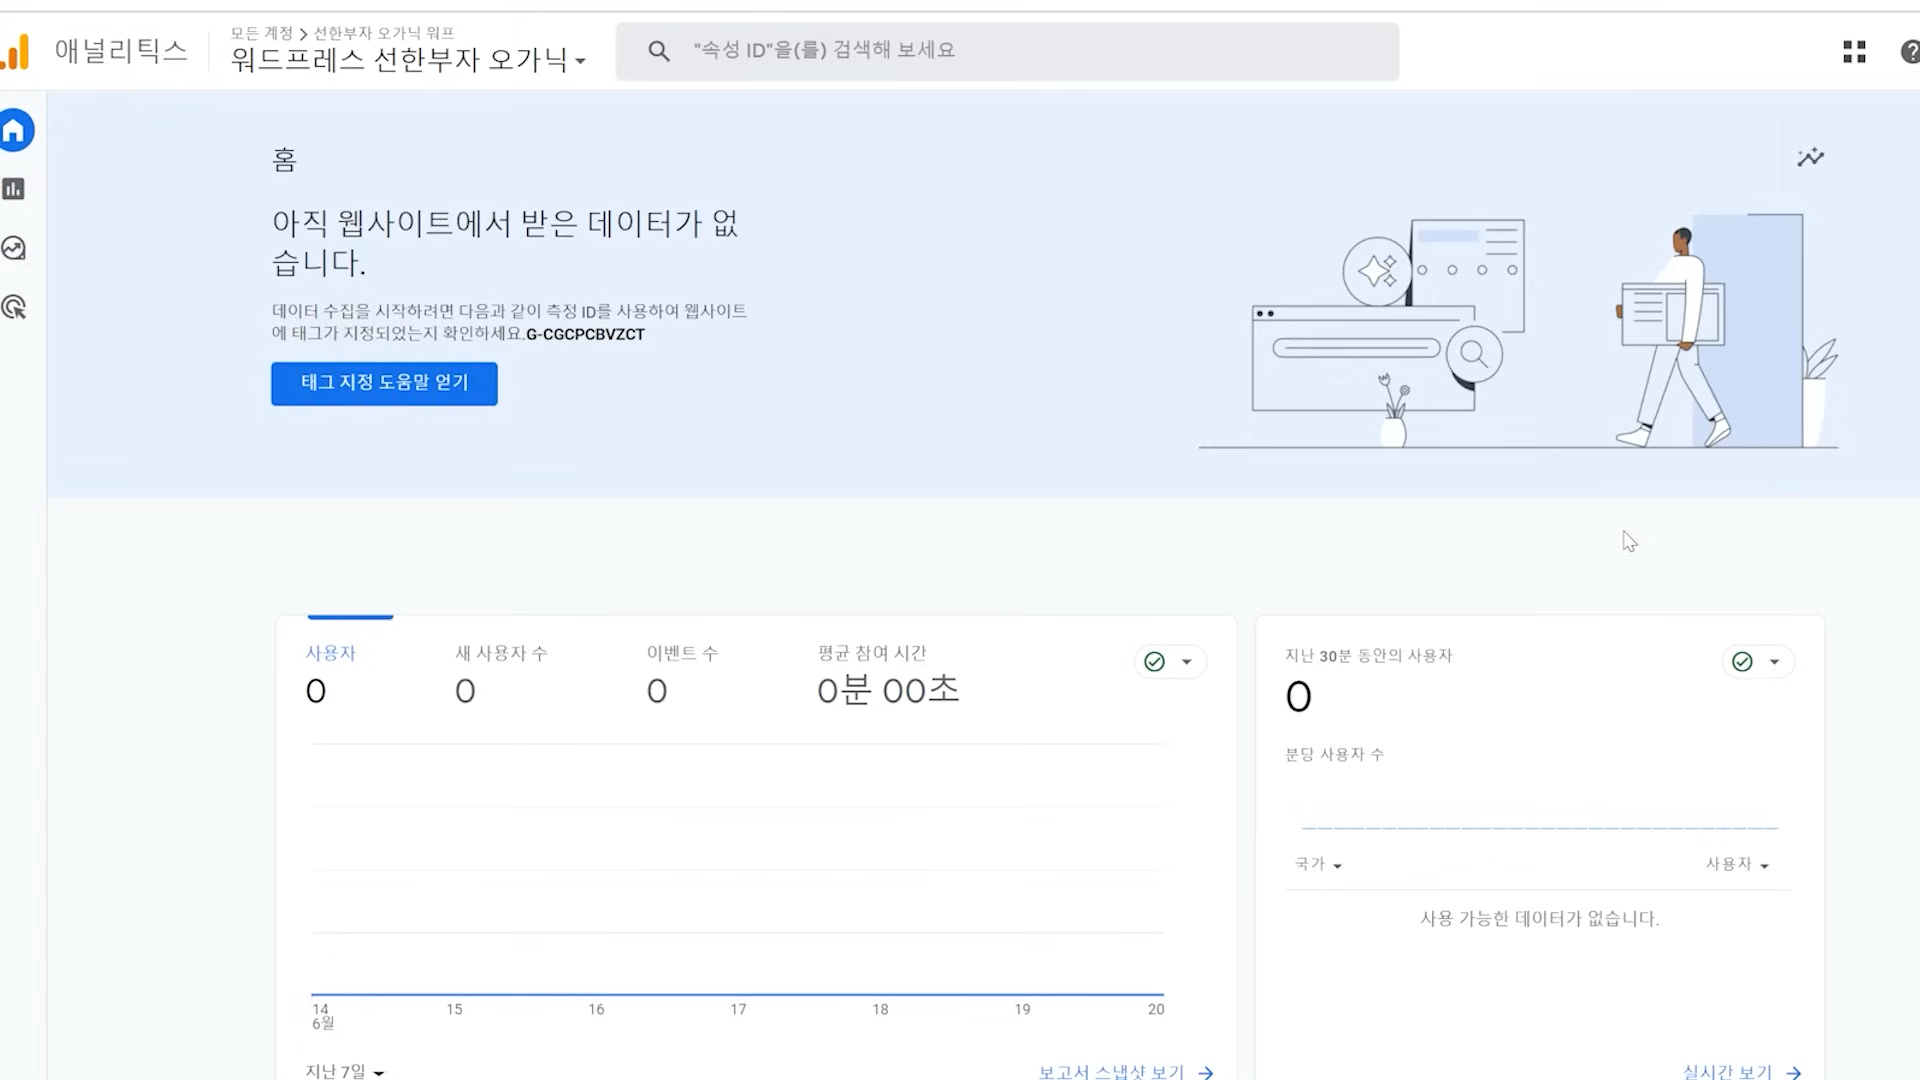 애널리틱스
모든 계정 > 선한부자 오가닉 워프
워드프레스 선한부자 오가닉
"속성 ID"을(를) 검색해 보세요
홈
아직 웹사이트에서 받은 데이터가 없
습니다.
데이터 수집을 시작하려면 다음과 같이 측정 ID를 사용하여 웹사이트
에 태그가 지정되었는지 확인하세요.G-CGCPCBVZCT
태그 지정 도움말 얻기
사용자
0
새 사용자 수
0
이벤트 수
0
평균 참여 시간
0분 00초
14
6월
15
16
17
18
19
20
지난 7일
보고서 스냅샷 보기
지난 30분 동안의 사용자
0
분당 사용자 수
국가
사용자
사용 가능한 데이터가 없습니다.
실시간 보기